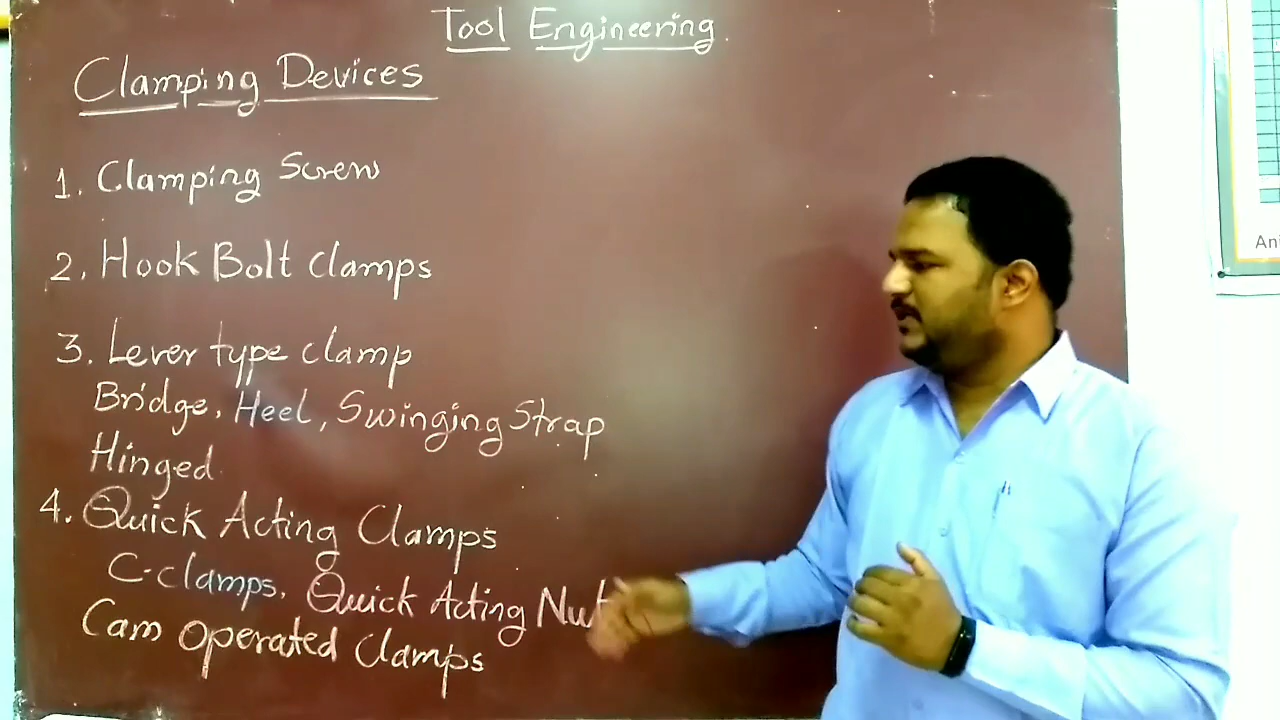 Tool Engineering
Clamping Devices
1. Clamping Screw
2. Hook Bolt Clamps
3. Lever type clamp
Bridge, Heel, Swinging Strap
Hinged
4. Quick Acting Clamps
C-clamps, Quick Acting Nut
Cam Operated Clamps